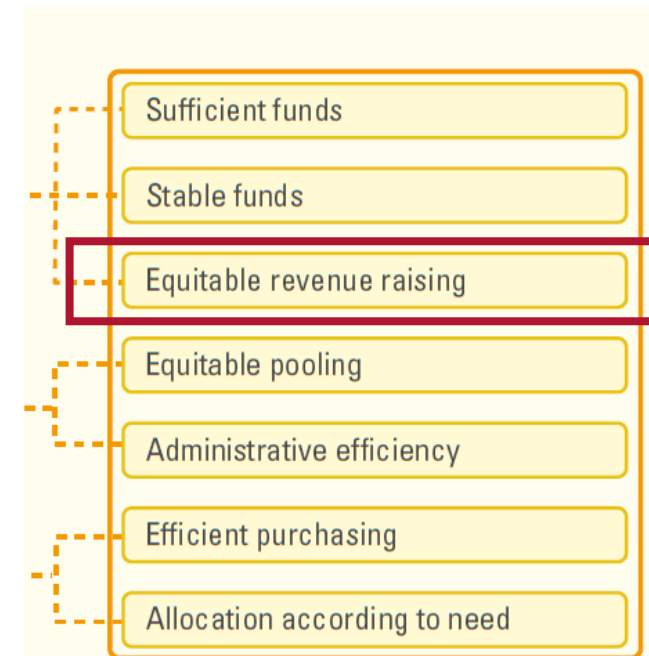 Sufficient funds
Stable funds
Equitable revenue raising
Equitable pooling
Administrative efficiency
Efficient purchasing
Allocation according to need